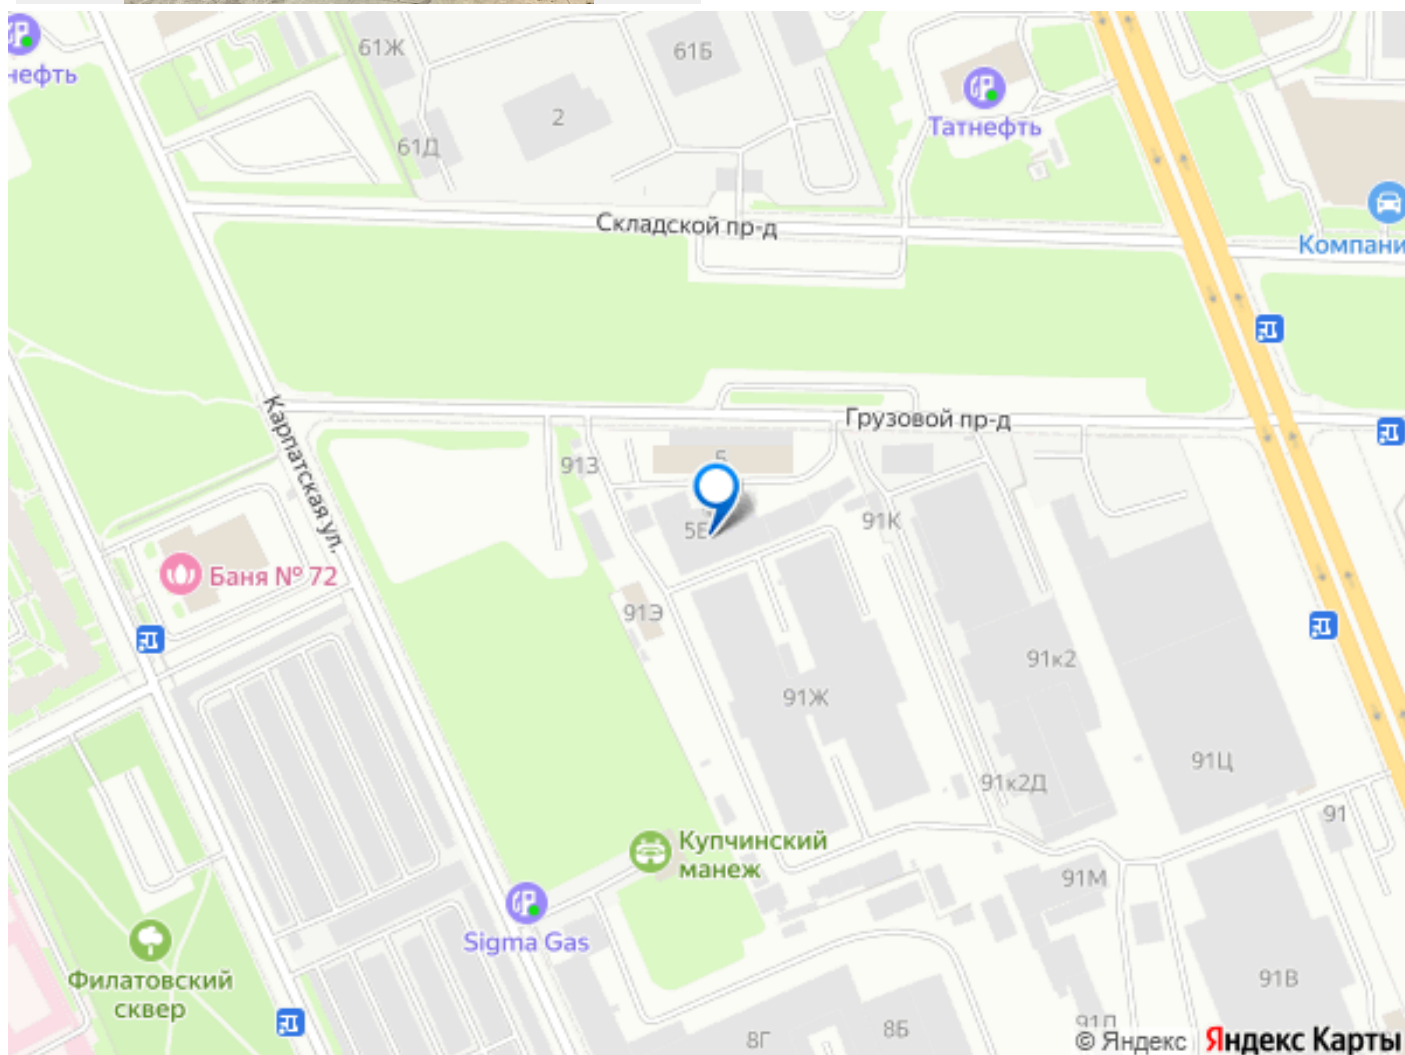 61Ж
61Б
нефть
2
Татнефть
61Д
Складской пр-д
Компани
Карпатская ул.
Грузовой пр-д
5
913
5Е
91К
Баня № 72
91Э
91к2
91Ж
91Ц
91к2Д
91
Купчинский
манеж
91М
Sigma Gas
Филатовский
сквер
91В
8Б
8Г
© Яндекс
Яндекс Карты